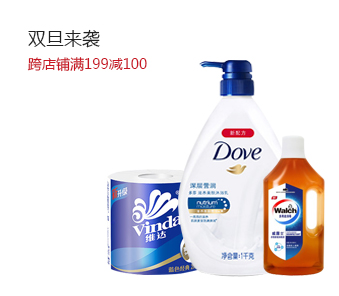 双旦来袭
跨店铺满199减100
新配方
Dove
深层营润
nutrium
moisture
净含量:1千克
Vinda
维达
Walch
威露士